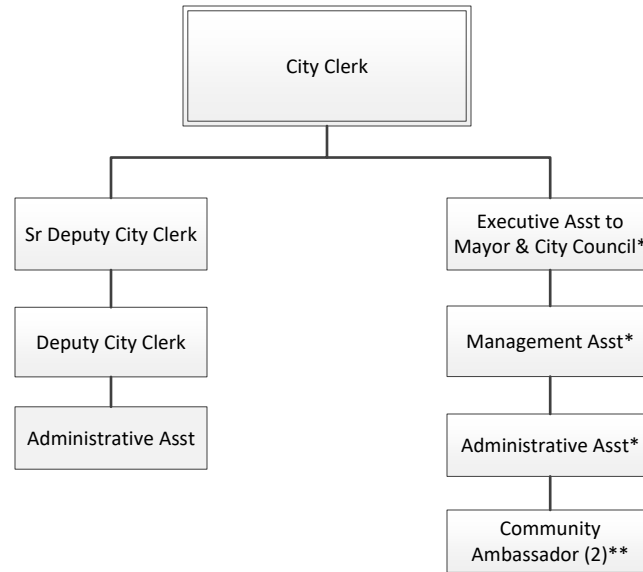 City Clerk
Sr Deputy City Clerk
Deputy City Clerk
Administrative Asst
Executive Asst to
Mayor & City Council*
Management Asst*
Administrative Asst*
Community
Ambassador (2)**